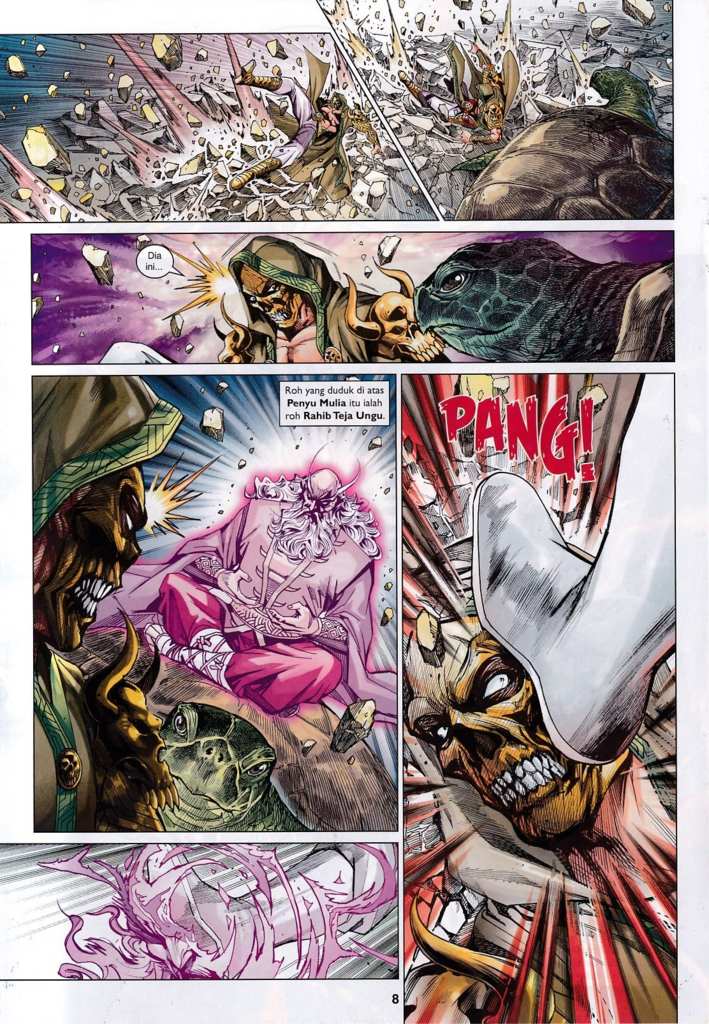 Dia
ini...
Roh yang duduk di atas
Penyu Mulia itu ialah
roh Rahib Teja Ungu.
PANG!
8